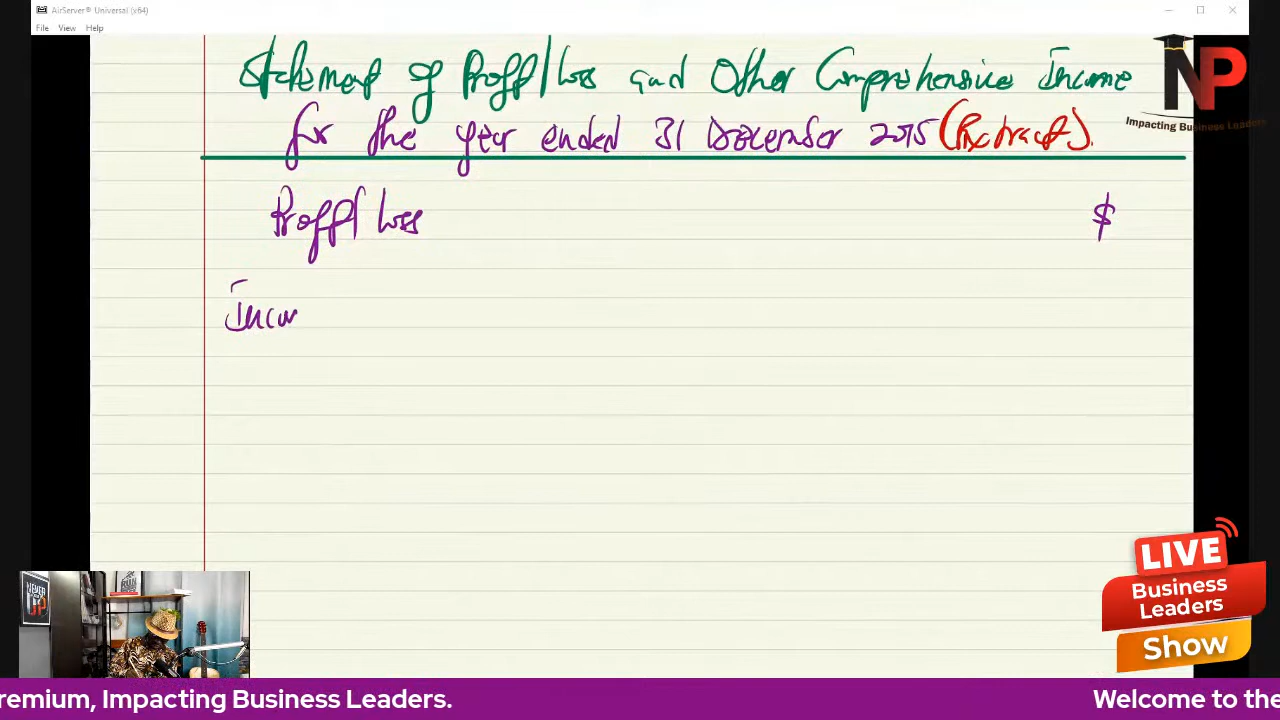 AirServer® Universal (x64)
File View Help
Statement of Profit/Loss and Other Comprehensive Income
for the year ended 31 December 2015 (Extract).
NP
Impacting Business Leaders
Profit/Loss $
Incom
LIVE
Business
Leaders
Show
UP
remium, Impacting Business Leaders. Welcome to the